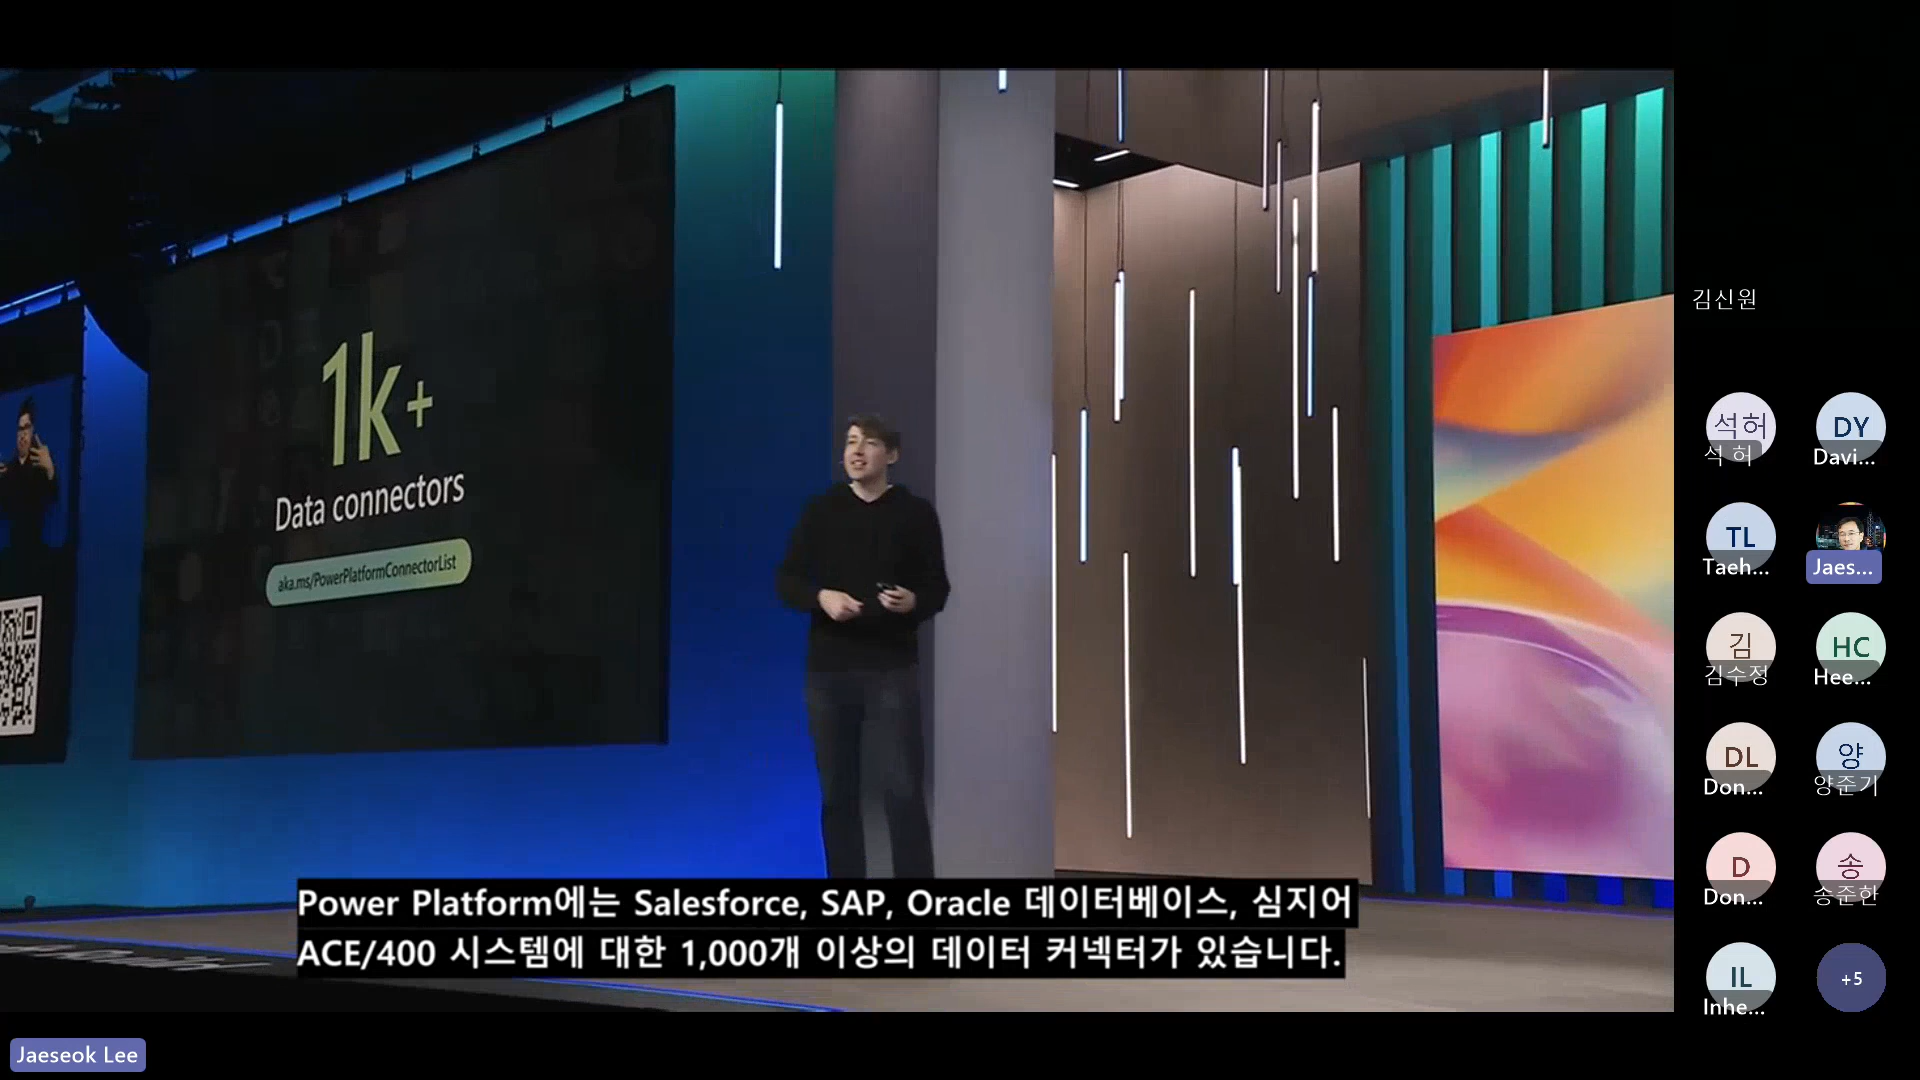 1k+
Data connectors
aka.ms/PowerPlatformConnectorList
Power Platform에는 Salesforce, SAP, Oracle 데이터베이스, 심지어
ACE/400 시스템에 대한 1,000개 이상의 데이터 커넥터가 있습니다.
Jaeseok Lee
김신원
석허
석 허
DY
Davi...
TL
Taeh...
Jaes...
김
김수정
HC
Hee...
DL
Don...
양
양준기
D
Don...
송
송준한
IL
Inhe...
+5